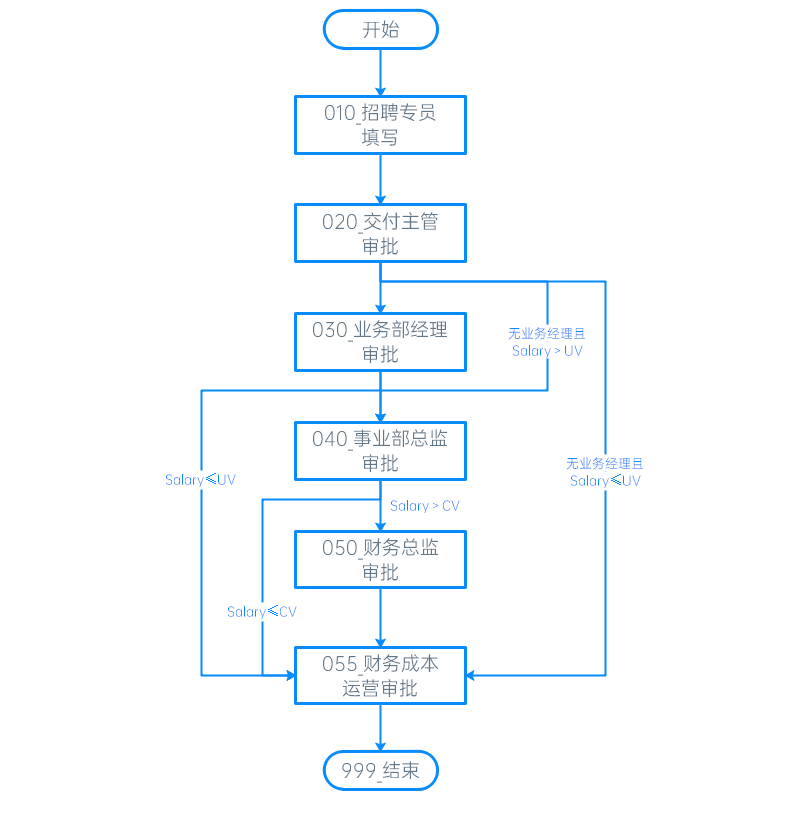 开始
010_招聘专员
填写
020_交付主管
审批
030_业务部经理
审批
无业务经理且
Salary > UV
040_事业部总监
审批
Salary⩽UV
无业务经理且
Salary⩽UV
Salary > CV
050_财务总监
审批
Salary⩽CV
055_财务成本
运营审批
999_结束